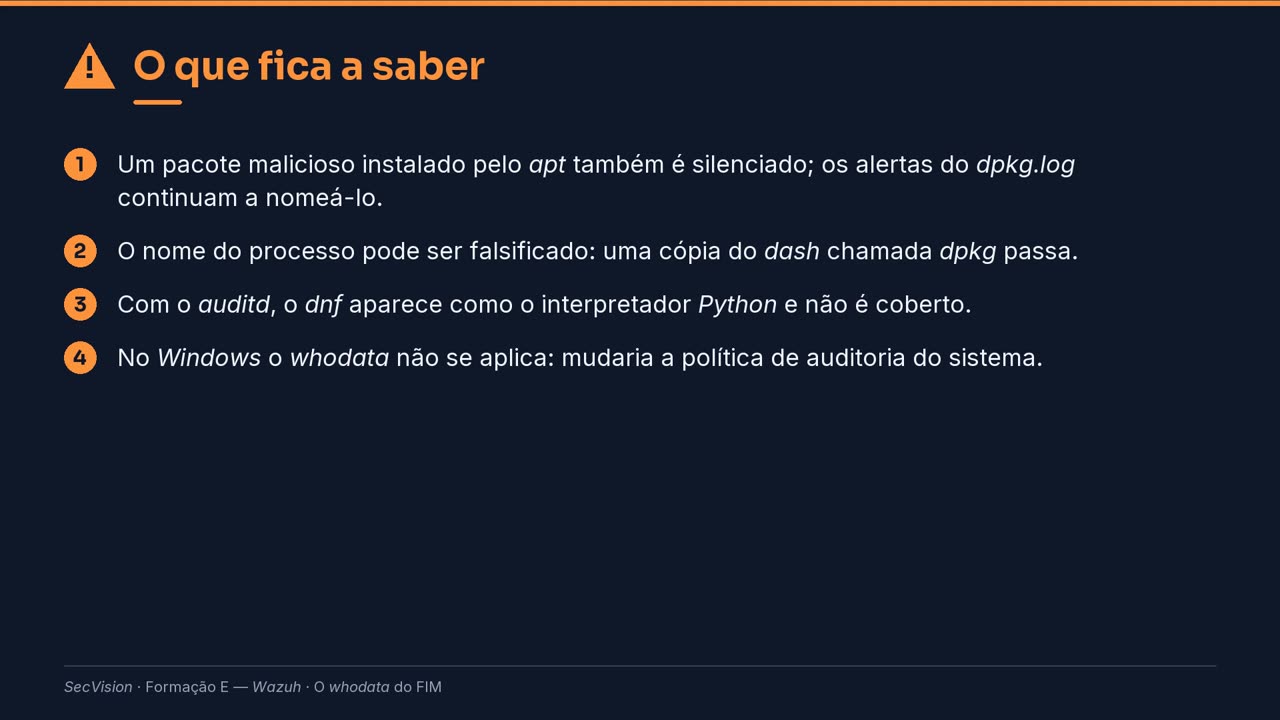 ! O que fica a saber
1 Um pacote malicioso instalado pelo apt também é silenciado; os alertas do dpkg.log
continuam a nomeá-lo.
2 O nome do processo pode ser falsificado: uma cópia do dash chamada dpkg passa.
3 Com o auditd, o dnf aparece como o interpretador Python e não é coberto.
4 No Windows o whodata não se aplica: mudaria a política de auditoria do sistema.
SecVision · Formação E — Wazuh · O whodata do FIM